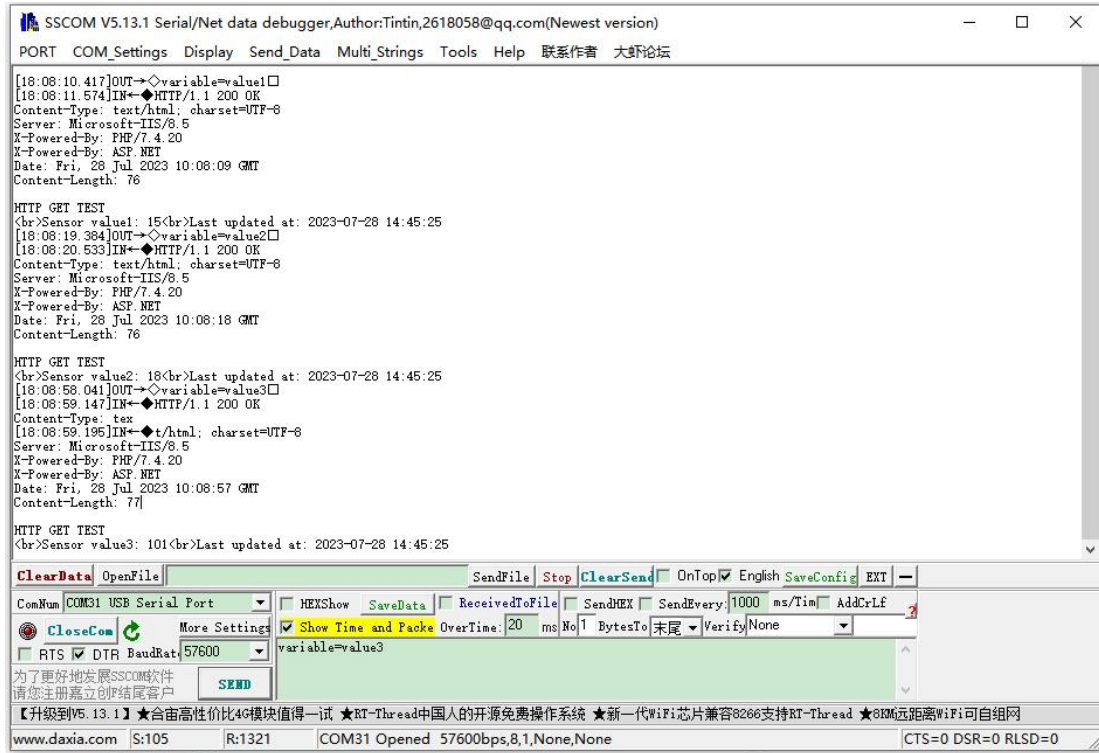 SSCOM V5.13.1 Serial/Net data debugger,Author:Tintin,2618058@qq.com(Newest version)
PORT COM_Settings Display Send_Data Multi_Strings Tools Help 联系作者 大虾论坛
[18:08:10.417]OUT→◇variable=value1□
[18:08:11.574]IN←◆HTTP/1.1 200 OK
Content-Type: text/html; charset=UTF-8
Server: Microsoft-IIS/8.5
X-Powered-By: PHP/7.4.20
X-Powered-By: ASP.NET
Date: Fri, 28 Jul 2023 10:08:09 GMT
Content-Length: 76
HTTP GET TEST
<br>Sensor value1: 15<br>Last updated at: 2023-07-28 14:45:25
[18:08:19.384]OUT→◇variable=value2□
[18:08:20.533]IN←◆HTTP/1.1 200 OK
Content-Type: text/html; charset=UTF-8
Server: Microsoft-IIS/8.5
X-Powered-By: PHP/7.4.20
X-Powered-By: ASP.NET
Date: Fri, 28 Jul 2023 10:08:18 GMT
Content-Length: 76
HTTP GET TEST
<br>Sensor value2: 18<br>Last updated at: 2023-07-28 14:45:25
[18:08:58.041]OUT→◇variable=value3□
[18:08:59.147]IN←◆HTTP/1.1 200 OK
Content-Type: tex
[18:08:59.195]IN←◆t/html; charset=UTF-8
Server: Microsoft-IIS/8.5
X-Powered-By: PHP/7.4.20
X-Powered-By: ASP.NET
Date: Fri, 28 Jul 2023 10:08:57 GMT
Content-Length: 77
HTTP GET TEST
<br>Sensor value3: 101<br>Last updated at: 2023-07-28 14:45:25
ClearData OpenFile SendFile Stop ClearSend OnTop English SaveConfig EXT —
ComNum COM31 USB Serial Port HEXShow SaveData ReceivedToFile SendHEX SendEvery: 1000 ms/Tim AddCrLf ?
CloseCom More Settings Show Time and Packe OverTime: 20 ms No 1 BytesTo 末尾 Verify None
RTS DTR BaudRat 57600 variable=value3
为了更好地发展SSCOM软件
请您注册嘉立创F结尾客户 SEND
【升级到V5.13.1】★合宙高性价比4G模块值得一试 ★RT-Thread中国人的开源免费操作系统 ★新一代WiFi芯片兼容8266支持RT-Thread ★8KM远距离WiFi可自组网
www.daxia.com S:105 R:1321 COM31 Opened 57600bps,8,1,None,None CTS=0 DSR=0 RLSD=0